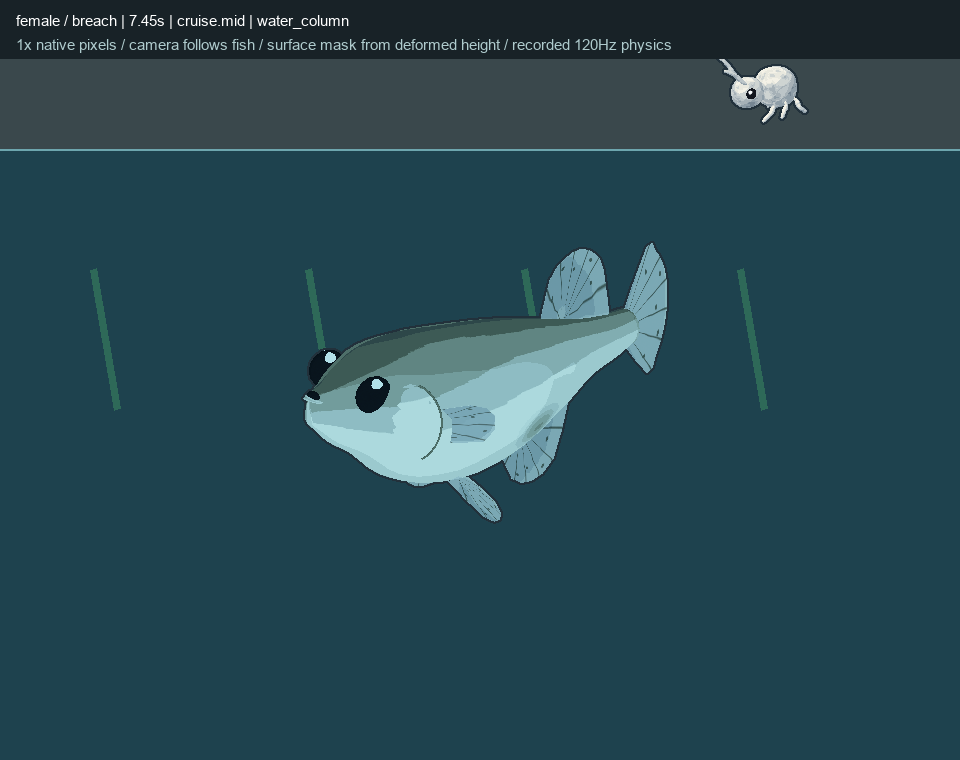 female / breach | 7.45s | cruise.mid | water_column
1x native pixels / camera follows fish / surface mask from deformed height / recorded 120Hz physics